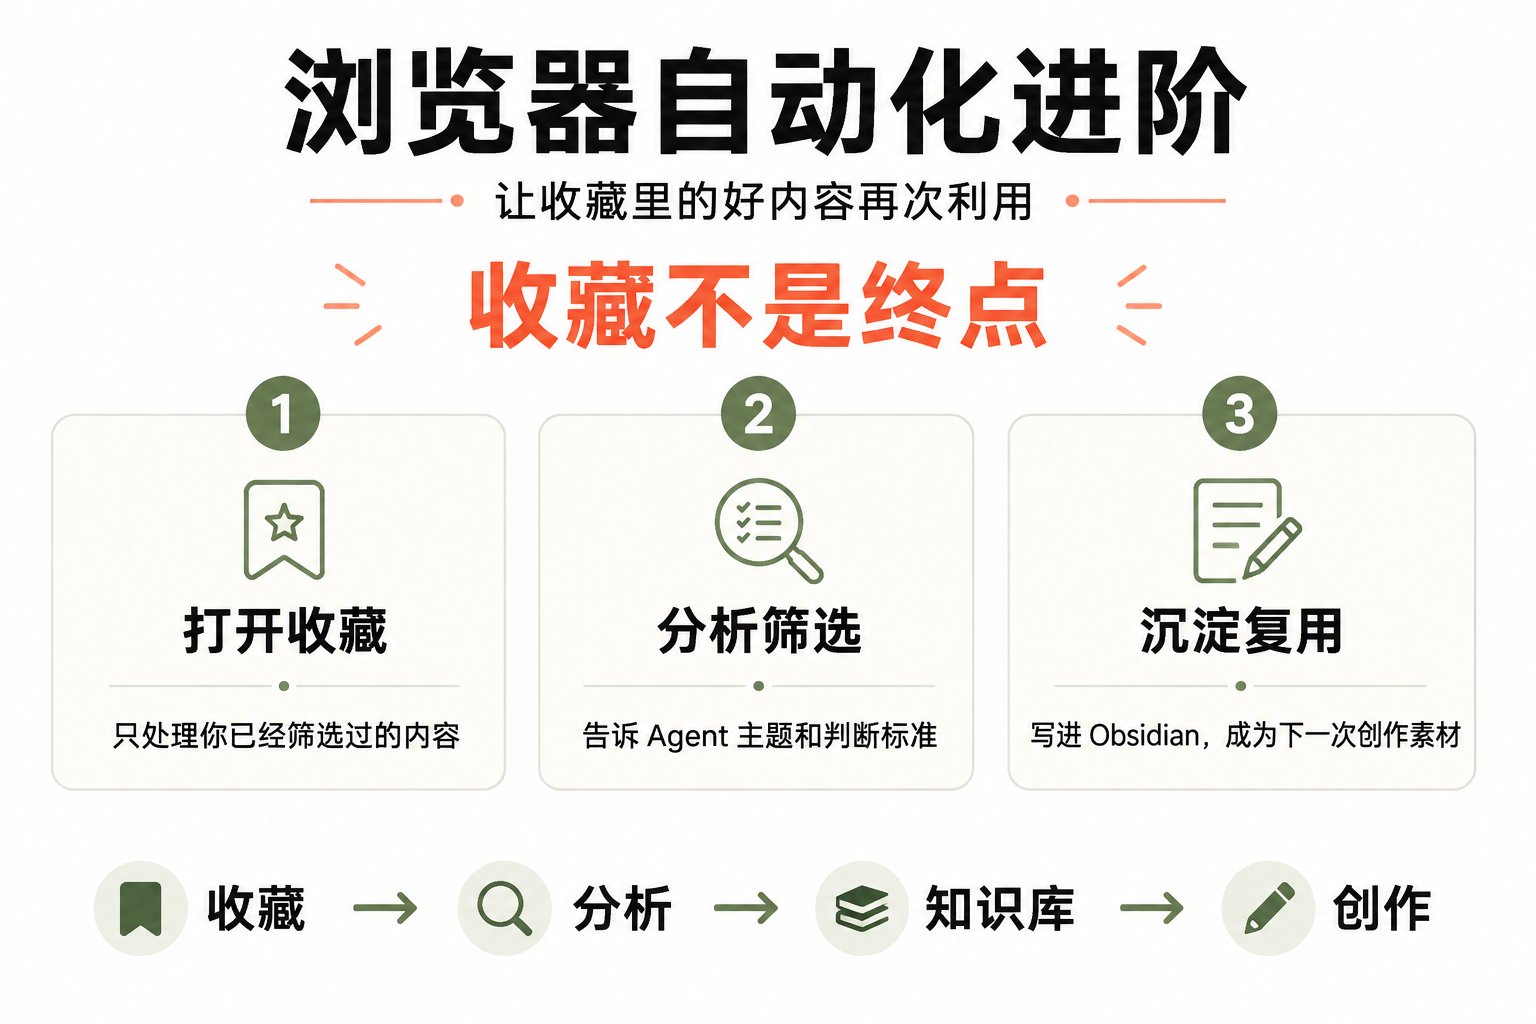 浏览器自动化进阶
让收藏里的好内容再次利用
收藏不是终点
1
打开收藏
只处理你已经筛选过的内容
2
分析筛选
告诉 Agent 主题和判断标准
3
沉淀复用
写进 Obsidian，成为下一次创作素材
收藏 → 分析 → 知识库 → 创作